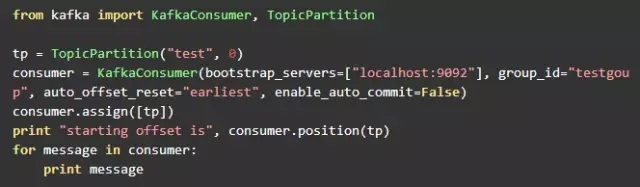 from kafka import KafkaConsumer, TopicPartition
tp = TopicPartition("test", 0)
consumer = KafkaConsumer(bootstrap_servers=["localhost:9092"], group_id="testgou
p", auto_offset_reset="earliest", enable_auto_commit=False)
consumer.assign([tp])
print "starting offset is", consumer.position(tp)
for message in consumer:
    print message